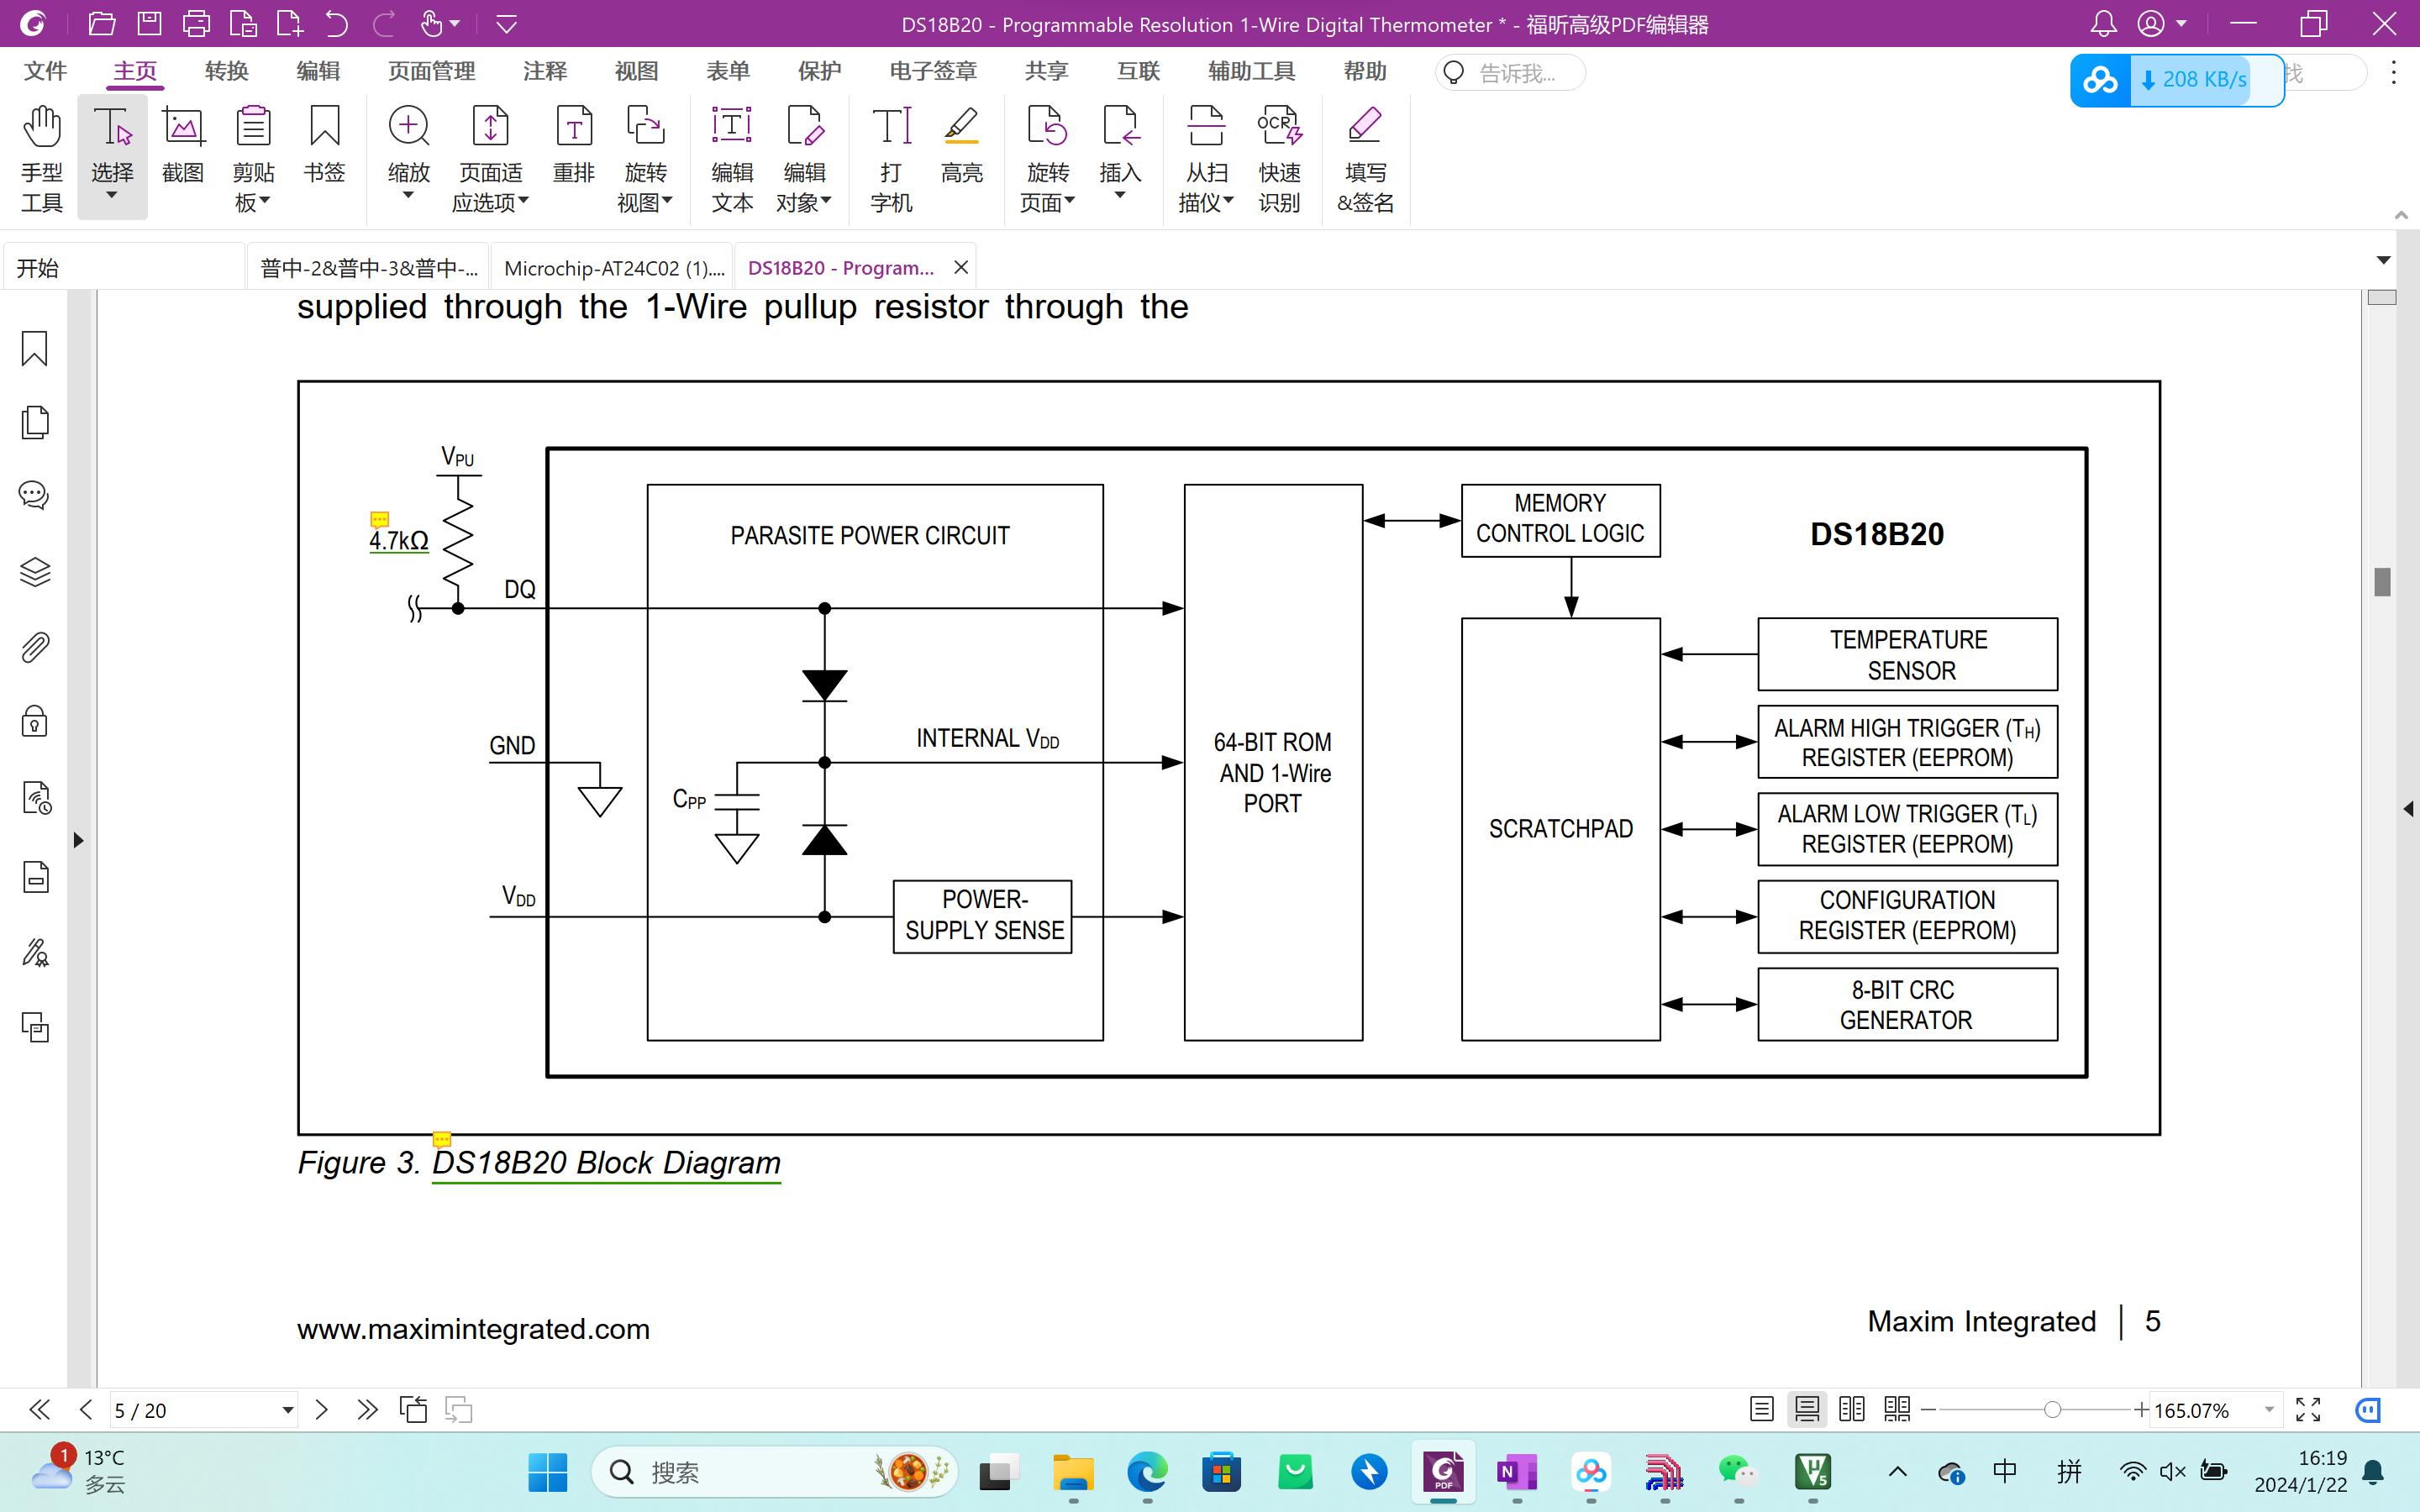 DS18B20 - Programmable Resolution 1-Wire Digital Thermometer * - 福昕高级PDF编辑器
文件 主页 转换 编辑 页面管理 注释 视图 表单 保护 电子签章 共享 互联 辅助工具 帮助 告诉我... 找
208 KB/s
手型工具 选择 截图 剪贴板 书签 缩放 页面适应选项 重排 旋转视图 编辑文本 编辑对象 打字机 高亮 旋转页面 插入 从扫描仪 快速识别 填写&签名
开始 普中-2&普中-3&普中-... Microchip-AT24C02 (1).... DS18B20 - Program...
supplied through the 1-Wire pullup resistor through the
VPU
4.7kΩ
DQ
GND
VDD
PARASITE POWER CIRCUIT
INTERNAL VDD
CPP
POWER-
SUPPLY SENSE
64-BIT ROM
AND 1-Wire
PORT
MEMORY
CONTROL LOGIC
DS18B20
SCRATCHPAD
TEMPERATURE
SENSOR
ALARM HIGH TRIGGER (TH)
REGISTER (EEPROM)
ALARM LOW TRIGGER (TL)
REGISTER (EEPROM)
CONFIGURATION
REGISTER (EEPROM)
8-BIT CRC
GENERATOR
Figure 3. DS18B20 Block Diagram
www.maximintegrated.com
Maxim Integrated │ 5
5 / 20
165.07%
1
13°C
多云
搜索
中
拼
16:19
2024/1/22